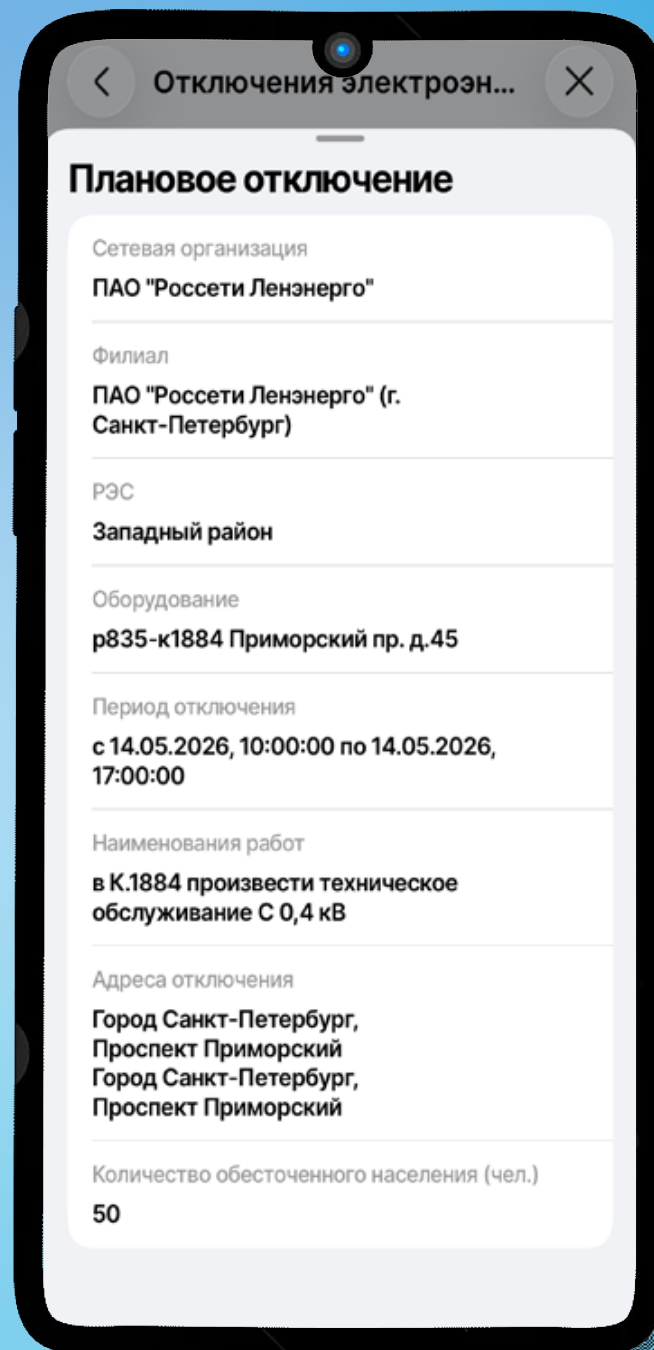 Отключения электроэн...
Плановое отключение
Сетевая организация
ПАО "Россети Ленэнерго"
Филиал
ПАО "Россети Ленэнерго" (г.
Санкт-Петербург)
РЭС
Западный район
Оборудование
р835-к1884 Приморский пр. д.45
Период отключения
с 14.05.2026, 10:00:00 по 14.05.2026,
17:00:00
Наименования работ
в К.1884 произвести техническое
обслуживание С 0,4 кВ
Адреса отключения
Город Санкт-Петербург,
Проспект Приморский
Город Санкт-Петербург,
Проспект Приморский
Количество обесточенного населения (чел.)
50